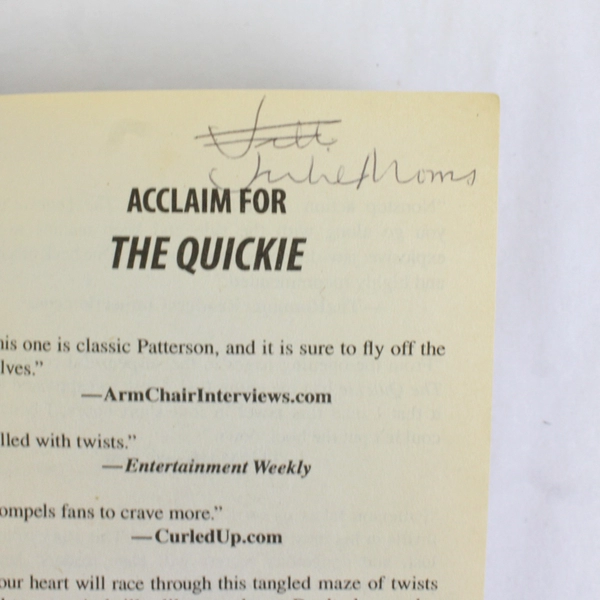 ACCLAIM FOR
THE QUICKIE
his one is classic Patterson, and it is sure to fly off the
lves.”
—ArmChairInterviews.com
lled with twists.”
—Entertainment Weekly
ompels fans to crave more.”
—CurledUp.com
our heart will race through this tangled maze of twists